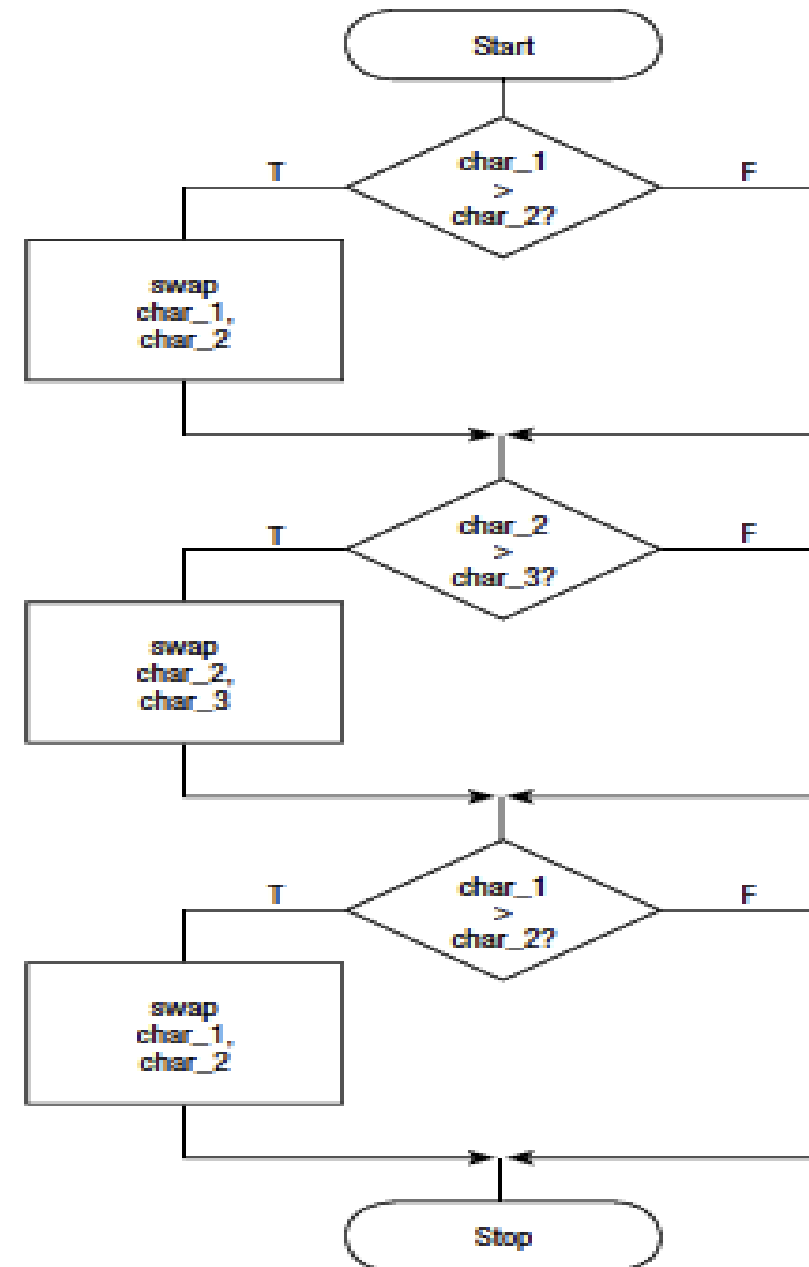 Start
char_1
>
char_2?
T
F
swap
char_1,
char_2
char_2
>
char_3?
T
F
swap
char_2,
char_3
char_1
>
char_2?
T
F
swap
char_1,
char_2
Stop